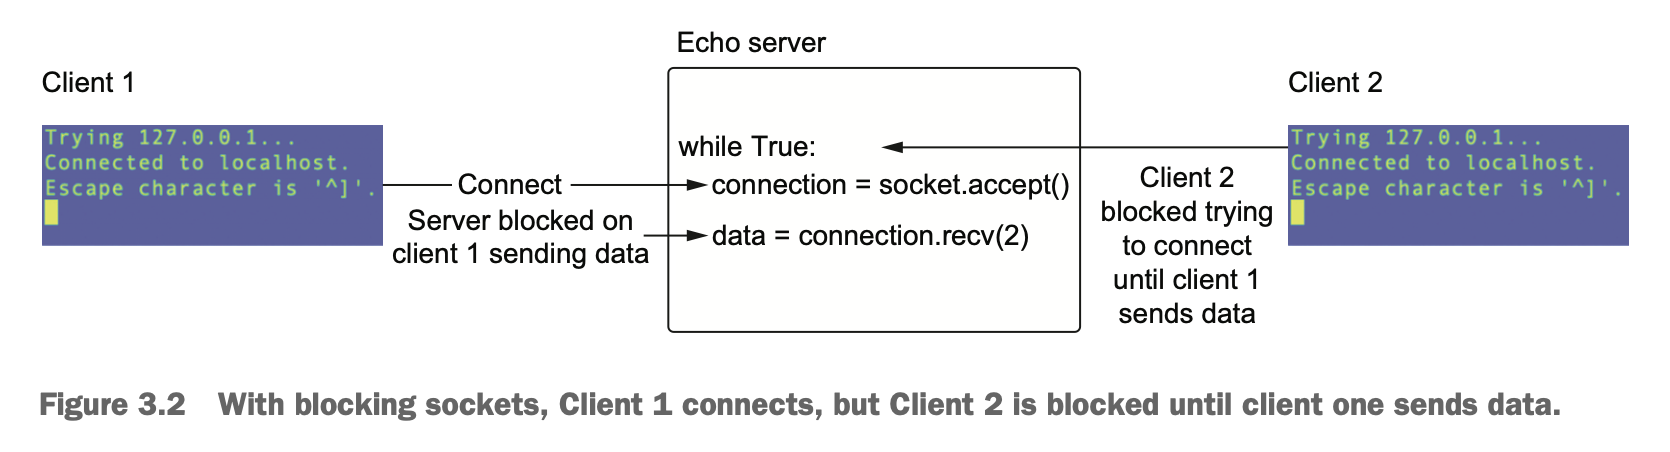 Echo server
Client 1
Client 2
Trying 127.0.0.1...
Connected to localhost.
Escape character is '^]'.
Connect
Server blocked on
client 1 sending data
while True:
connection = socket.accept()
data = connection.recv(2)
Client 2
blocked trying
to connect
until client 1
sends data
Trying 127.0.0.1...
Connected to localhost.
Escape character is '^]'.
Figure 3.2 With blocking sockets, Client 1 connects, but Client 2 is blocked until client one sends data.